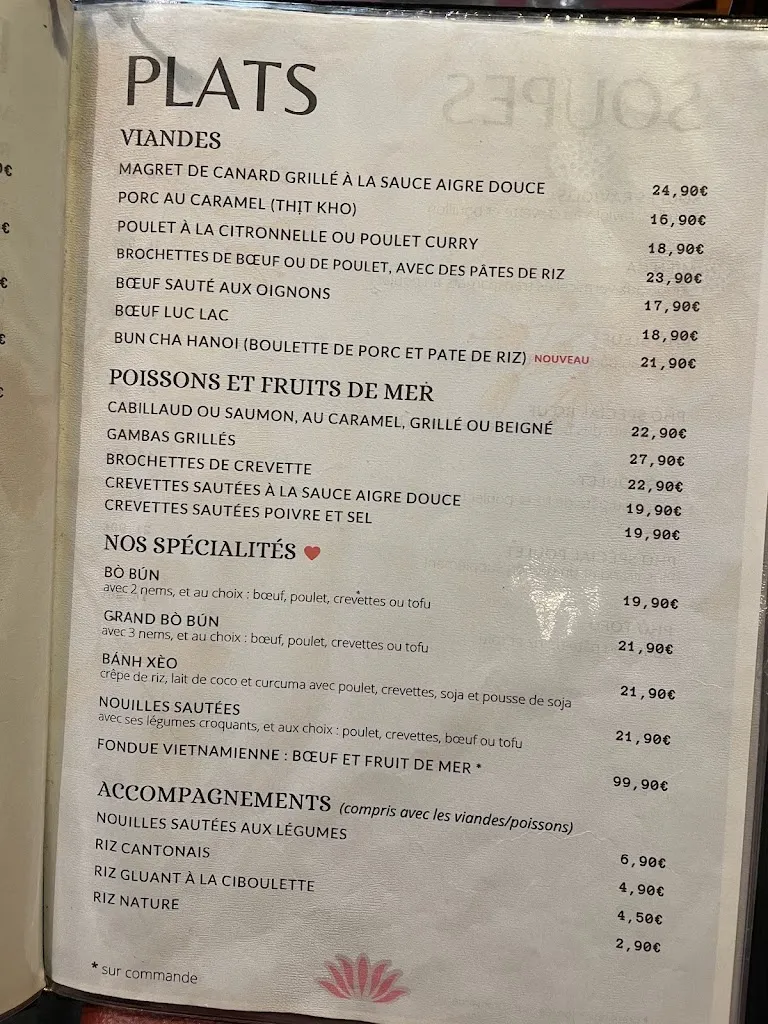 PLATS
VIANDES
MAGRET DE CANARD GRILLÉ À LA SAUCE AIGRE DOUCE 24,90€
PORC AU CARAMEL (THỊT KHO) 16,90€
POULET À LA CITRONNELLE OU POULET CURRY 18,90€
BROCHETTES DE BŒUF OU DE POULET, AVEC DES PÂTES DE RIZ 23,90€
BŒUF SAUTÉ AUX OIGNONS 17,90€
BŒUF LUC LAC 18,90€
BUN CHA HANOI (BOULETTE DE PORC ET PATE DE RIZ) NOUVEAU 21,90€
POISSONS ET FRUITS DE MER
CABILLAUD OU SAUMON, AU CARAMEL, GRILLÉ OU BEIGNÉ 22,90€
GAMBAS GRILLÉS 27,90€
BROCHETTES DE CREVETTE 22,90€
CREVETTES SAUTÉES À LA SAUCE AIGRE DOUCE 19,90€
CREVETTES SAUTÉES POIVRE ET SEL 19,90€
NOS SPÉCIALITÉS ♥
BÒ BÚN
avec 2 nems, et au choix : bœuf, poulet, crevettes ou tofu 19,90€
GRAND BÒ BÚN
avec 3 nems, et au choix : bœuf, poulet, crevettes ou tofu 21,90€
BÁNH XÈO
crêpe de riz, lait de coco et curcuma avec poulet, crevettes, soja et pousse de soja 21,90€
NOUILLES SAUTÉES
avec ses légumes croquants, et aux choix : poulet, crevettes, bœuf ou tofu 21,90€
FONDUE VIETNAMIENNE : BŒUF ET FRUIT DE MER * 99,90€
ACCOMPAGNEMENTS (compris avec les viandes/poissons)
NOUILLES SAUTÉES AUX LÉGUMES 6,90€
RIZ CANTONAIS 4,90€
RIZ GLUANT À LA CIBOULETTE 4,50€
RIZ NATURE 2,90€
* sur commande